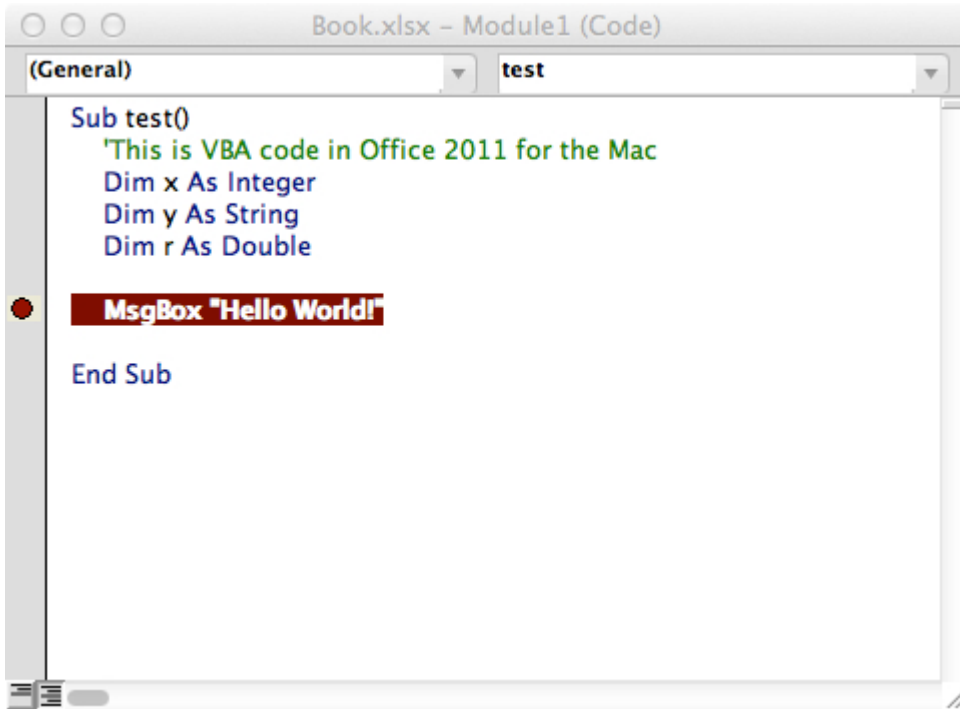 Book.xlsx – Module1 (Code)
(General) test
Sub test()
'This is VBA code in Office 2011 for the Mac
Dim x As Integer
Dim y As String
Dim r As Double
MsgBox "Hello World!"
End Sub